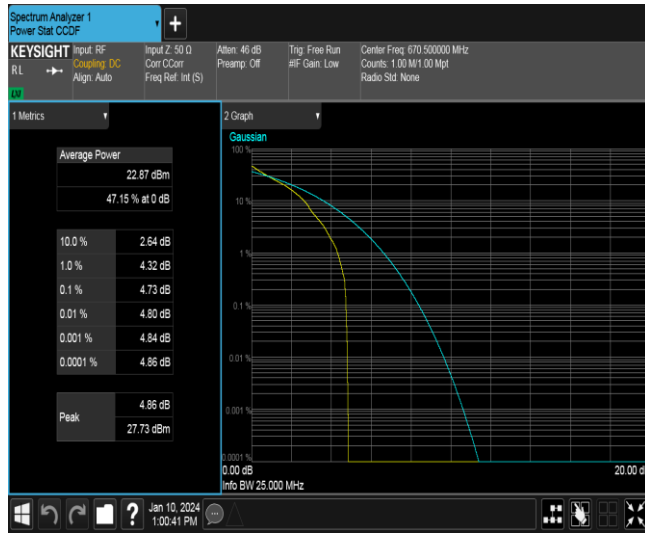 Spectrum Analyzer 1
Power Stat CCDF
+
KEYSIGHT
RL
LXI
Input: RF
Coupling: DC
Align: Auto
Input Z: 50 Ω
Corr CCorr
Freq Ref: Int (S)
Atten: 46 dB
Preamp: Off
Trig: Free Run
#IF Gain: Low
Center Freq: 670.500000 MHz
Counts: 1.00 M/1.00 Mpt
Radio Std: None
1 Metrics
Average Power
22.87 dBm
47.15 % at 0 dB
10.0 % 2.64 dB
1.0 % 4.32 dB
0.1 % 4.73 dB
0.01 % 4.80 dB
0.001 % 4.84 dB
0.0001 % 4.86 dB
Peak
4.86 dB
27.73 dBm
2 Graph
Gaussian
100 %
10 %
1 %
0.1 %
0.01 %
0.001 %
0.0001 %
0.00 dB
20.00 d
Info BW 25.000 MHz
?
Jan 10, 2024
1:00:41 PM